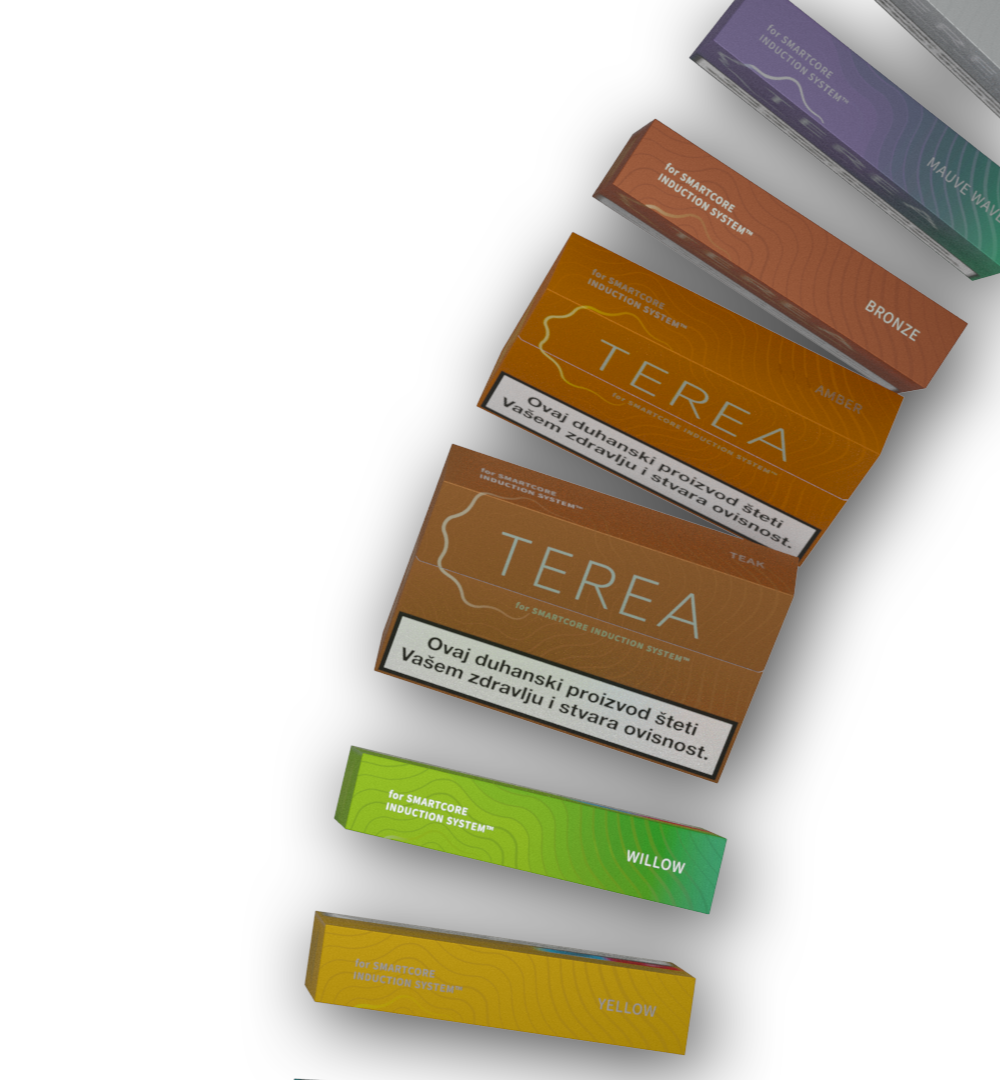 for SMARTCORE
INDUCTION SYSTEM™
TEREA
MAUVE WAV
for SMARTCORE
INDUCTION SYSTEM™
BRONZE
for SMARTCORE
INDUCTION SYSTEM™
AMBER
TEREA
for SMARTCORE INDUCTION SYSTEM™
Ovaj duhanski proizvod šteti
Vašem zdravlju i stvara ovisnost.
for SMARTCORE
INDUCTION SYSTEM™
TEAK
TEREA
for SMARTCORE INDUCTION SYSTEM™
Ovaj duhanski proizvod šteti
Vašem zdravlju i stvara ovisnost.
for SMARTCORE
INDUCTION SYSTEM™
WILLOW
for SMARTCORE
INDUCTION SYSTEM™
YELLOW